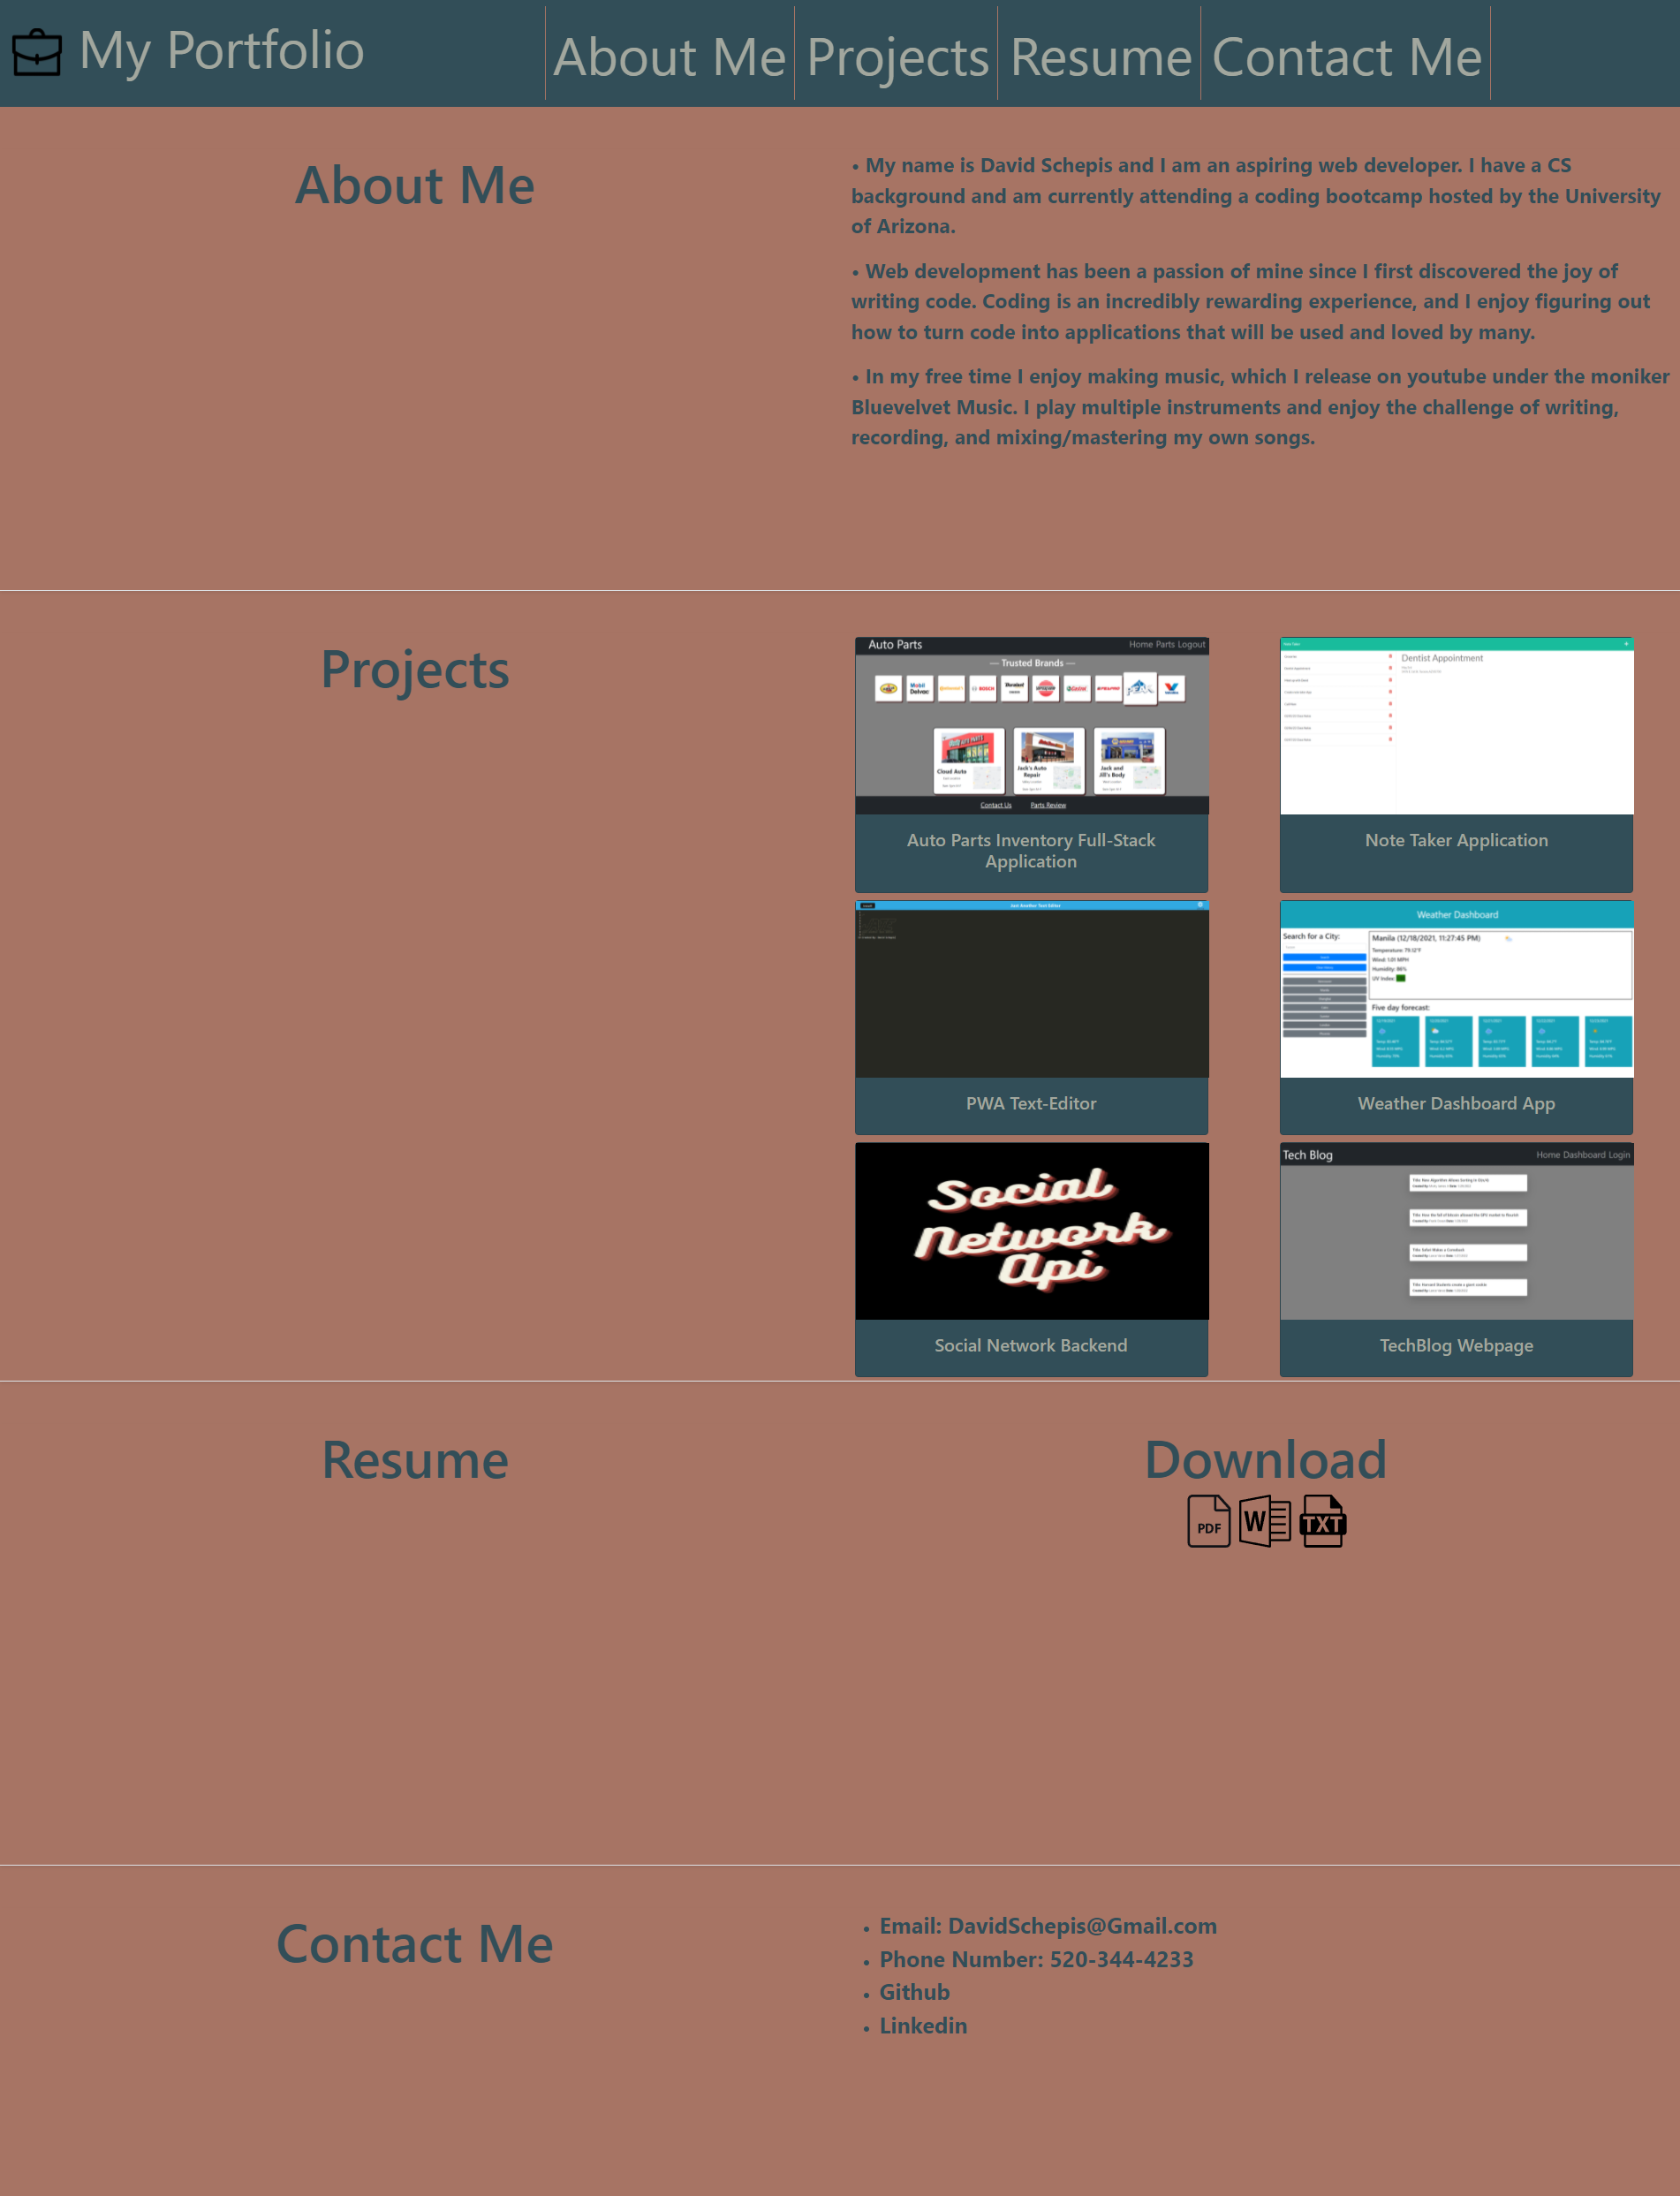 My Portfolio
About Me
Projects
Resume
Contact Me
About Me
• My name is David Schepis and I am an aspiring web developer. I have a CS
background and am currently attending a coding bootcamp hosted by the University
of Arizona.
• Web development has been a passion of mine since I first discovered the joy of
writing code. Coding is an incredibly rewarding experience, and I enjoy figuring out
how to turn code into applications that will be used and loved by many.
• In my free time I enjoy making music, which I release on youtube under the moniker
Bluevelvet Music. I play multiple instruments and enjoy the challenge of writing,
recording, and mixing/mastering my own songs.
Projects
Auto Parts
Home Parts Logout
Trusted Brands
Mobil
Delvac
BOSCH
Castrol
Cloud Auto
Jack's Auto
Repair
Jack and
Jill's Body
Contact Us
Parts Review
Auto Parts Inventory Full-Stack
Application
Dentist Appointment
Note Taker Application
Just Another Text Editor
PWA Text-Editor
Weather Dashboard
Search for a City:
Manila (12/18/2021, 11:27:45 PM)
Temperature: 79.12°F
Wind: 1.01 MPH
Humidity: 86%
UV Index:
Five day forecast:
Weather Dashboard App
Social
Network
Api
Social Network Backend
Tech Blog
Home Dashboard Login
TechBlog Webpage
Resume
Download
PDF
W
TXT
Contact Me
• Email: DavidSchepis@Gmail.com
• Phone Number: 520-344-4233
• Github
• Linkedin